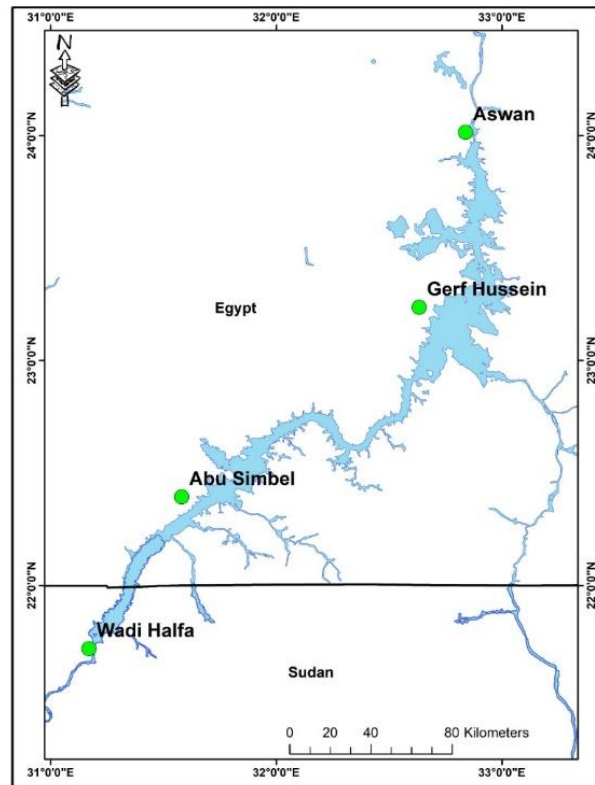 31°0'0"E 32°0'0"E 33°0'0"E
N
Aswan
24°0'0"N 24°0'0"N
Gerf Hussein
Egypt
23°0'0"N 23°0'0"N
Abu Simbel
22°0'0"N 22°0'0"N
Wadi Halfa
Sudan
0 20 40 80 Kilometers
31°0'0"E 32°0'0"E 33°0'0"E